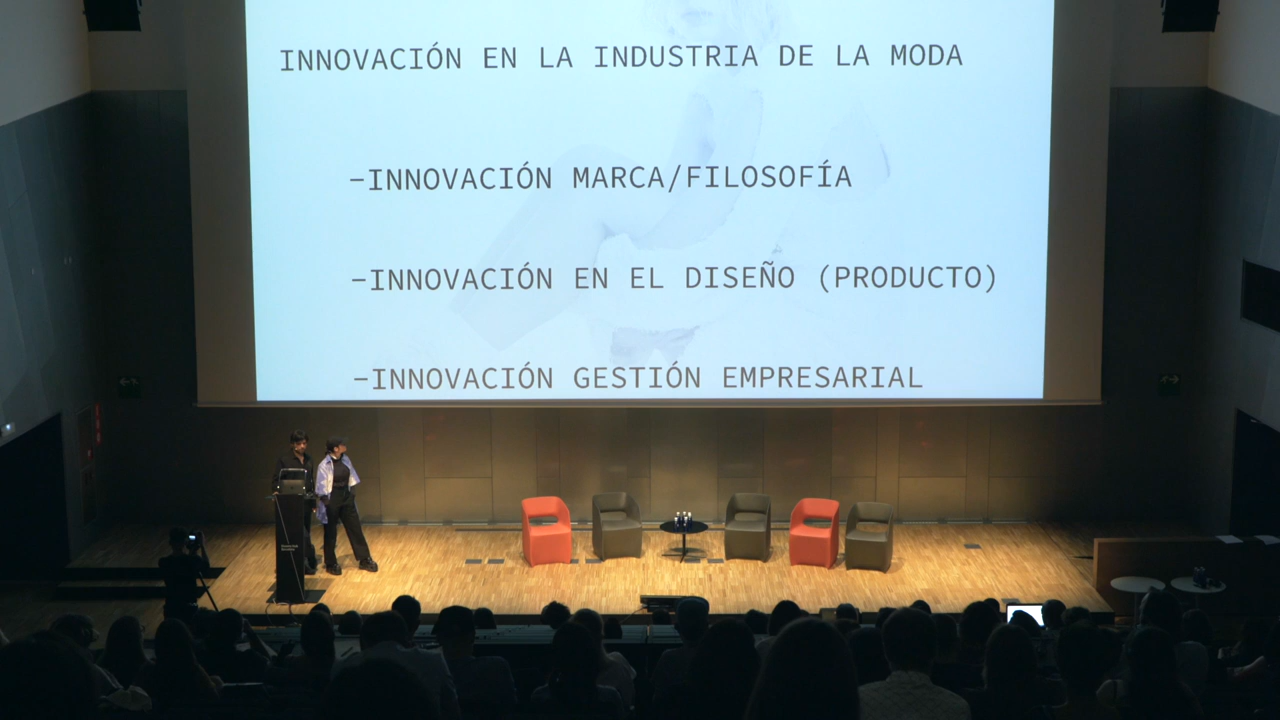 INNOVACIÓN EN LA INDUSTRIA DE LA MODA
-INNOVACIÓN MARCA/FILOSOFÍA
-INNOVACIÓN EN EL DISEÑO (PRODUCTO)
-INNOVACIÓN GESTIÓN EMPRESARIAL